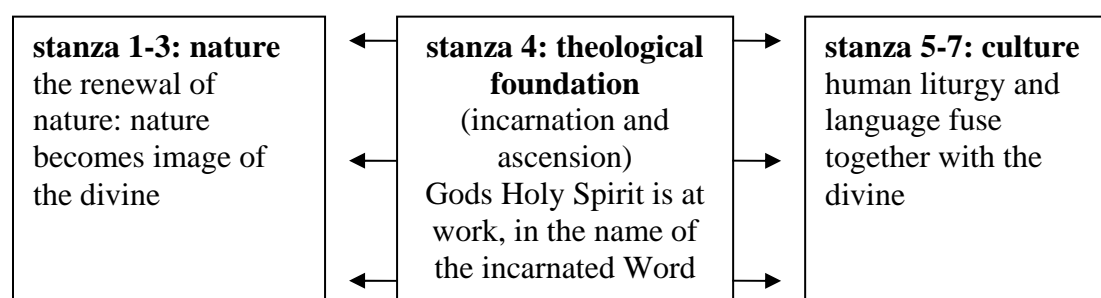 stanza 1-3: nature
the renewal of
nature: nature
becomes image of
the divine
stanza 4: theological
foundation
(incarnation and
ascension)
Gods Holy Spirit is at
work, in the name of
the incarnated Word
stanza 5-7: culture
human liturgy and
language fuse
together with the
divine